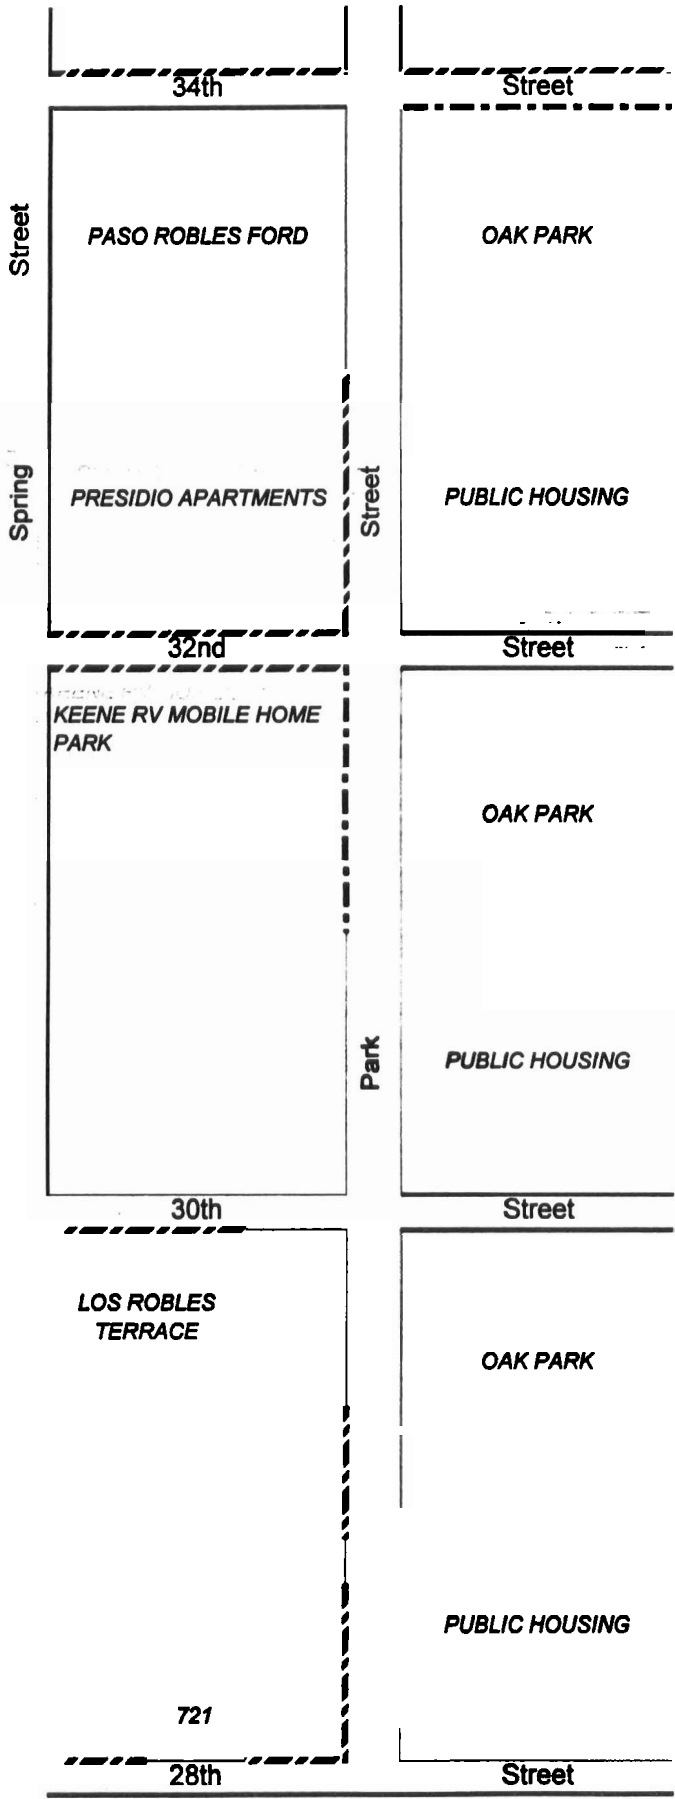 34th Street
Street
PASO ROBLES FORD
OAK PARK
Spring
PRESIDIO APARTMENTS
Street
PUBLIC HOUSING
32nd Street
KEENE RV MOBILE HOME
PARK
OAK PARK
Park
PUBLIC HOUSING
30th Street
LOS ROBLES
TERRACE
OAK PARK
PUBLIC HOUSING
721
28th Street